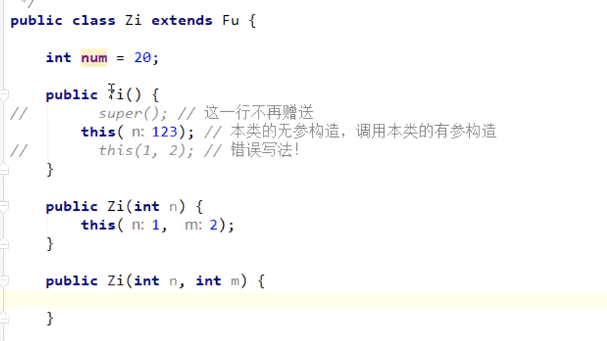 */
public class Zi extends Fu {
int num = 20;
public Zi() {
// super(); // 这一行不再赠送
this( n: 123); // 本类的无参构造，调用本类的有参构造
// this(1, 2); // 错误写法！
}
public Zi(int n) {
this( n: 1, m: 2);
}
public Zi(int n, int m) {
}